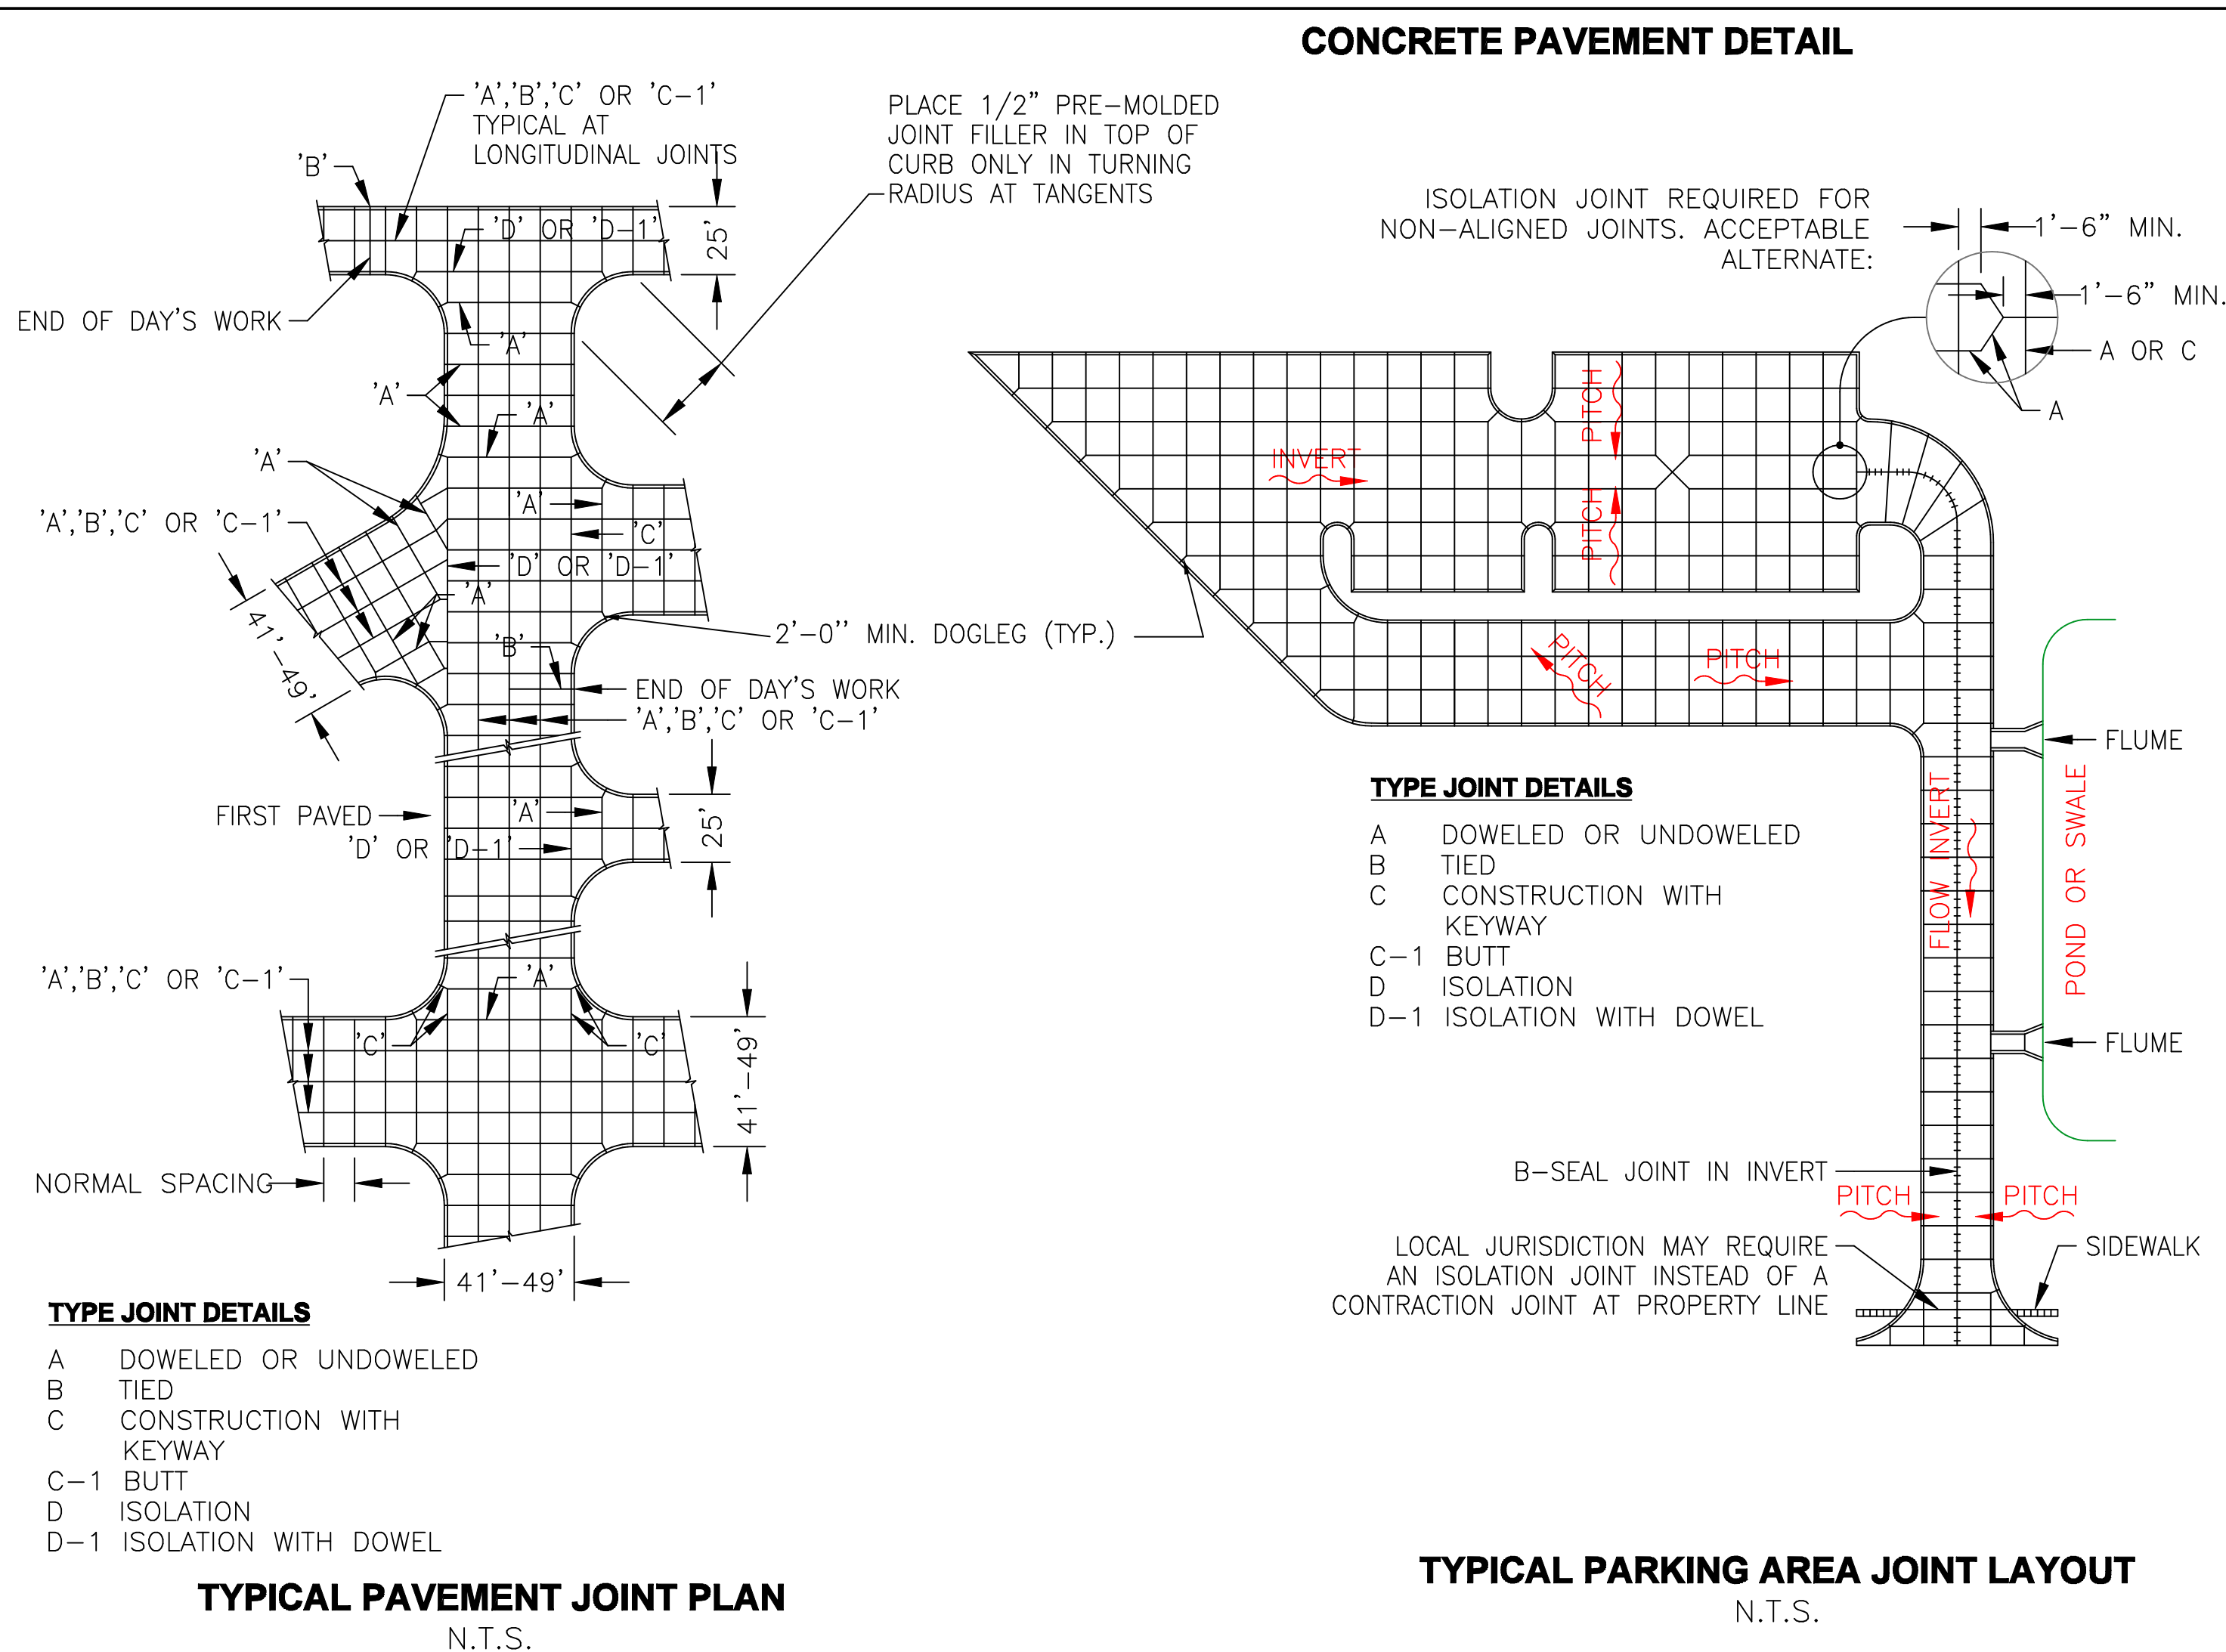 CONCRETE PAVEMENT DETAIL
'A','B','C' OR 'C-1'
TYPICAL AT
LONGITUDINAL JOINTS
'B'
PLACE 1/2" PRE-MOLDED
JOINT FILLER IN TOP OF
CURB ONLY IN TURNING
RADIUS AT TANGENTS
'D' OR 'D-1'
25'
END OF DAY'S WORK
'A'
'A'
'A'
'A'
'A'
'A','B','C' OR 'C-1'
'C'
'D' OR 'D-1'
'A'
41'-49'
'B'
2'-0'' MIN. DOGLEG (TYP.)
END OF DAY'S WORK
'A','B','C' OR 'C-1'
FIRST PAVED
'A'
'D' OR 'D-1'
25'
'A','B','C' OR 'C-1'
'A'
'C'
'C'
41'-49'
NORMAL SPACING
41'-49'
TYPE JOINT DETAILS
A DOWELED OR UNDOWELED
B TIED
C CONSTRUCTION WITH
KEYWAY
C-1 BUTT
D ISOLATION
D-1 ISOLATION WITH DOWEL
TYPICAL PAVEMENT JOINT PLAN
N.T.S.
ISOLATION JOINT REQUIRED FOR
NON-ALIGNED JOINTS. ACCEPTABLE
ALTERNATE:
1'-6" MIN.
1'-6" MIN.
A OR C
A
PITCH
INVERT
PITCH
PITCH
PITCH
FLUME
FLOW INVERT
POND OR SWALE
FLUME
TYPE JOINT DETAILS
A DOWELED OR UNDOWELED
B TIED
C CONSTRUCTION WITH
KEYWAY
C-1 BUTT
D ISOLATION
D-1 ISOLATION WITH DOWEL
B-SEAL JOINT IN INVERT
PITCH
PITCH
LOCAL JURISDICTION MAY REQUIRE
AN ISOLATION JOINT INSTEAD OF A
CONTRACTION JOINT AT PROPERTY LINE
SIDEWALK
TYPICAL PARKING AREA JOINT LAYOUT
N.T.S.